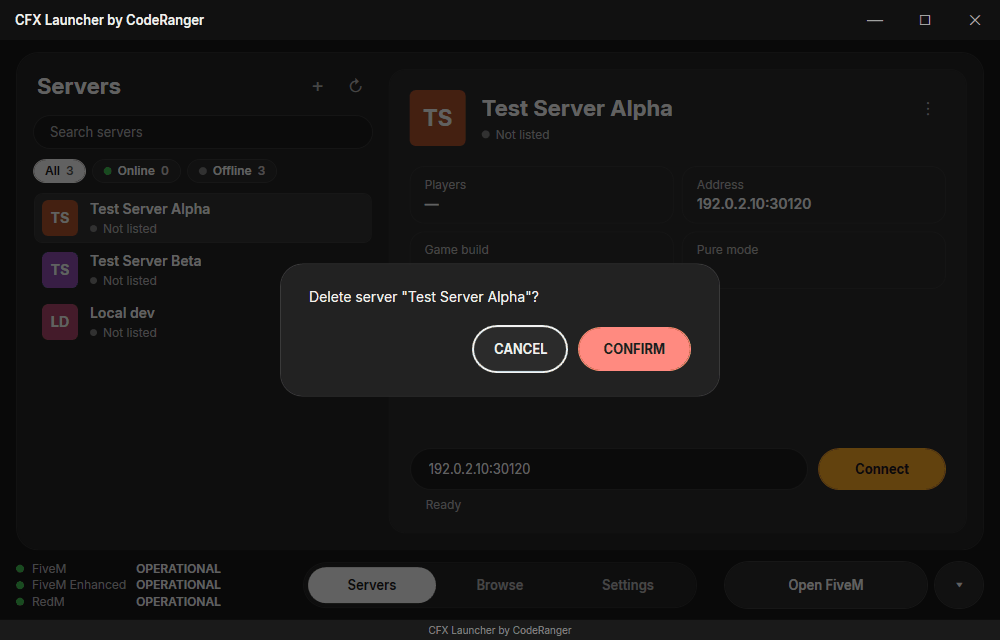 CFX Launcher by CodeRanger
Servers
Search servers
All 3
Online 0
Offline 3
TS
Test Server Alpha
Not listed
TS
Test Server Beta
Not listed
LD
Local dev
Not listed
TS
Test Server Alpha
Not listed
Players
—
Address
192.0.2.10:30120
Game build
Pure mode
Delete server "Test Server Alpha"?
CANCEL
CONFIRM
192.0.2.10:30120
Connect
Ready
FiveM OPERATIONAL
FiveM Enhanced OPERATIONAL
RedM OPERATIONAL
Servers
Browse
Settings
Open FiveM
CFX Launcher by CodeRanger